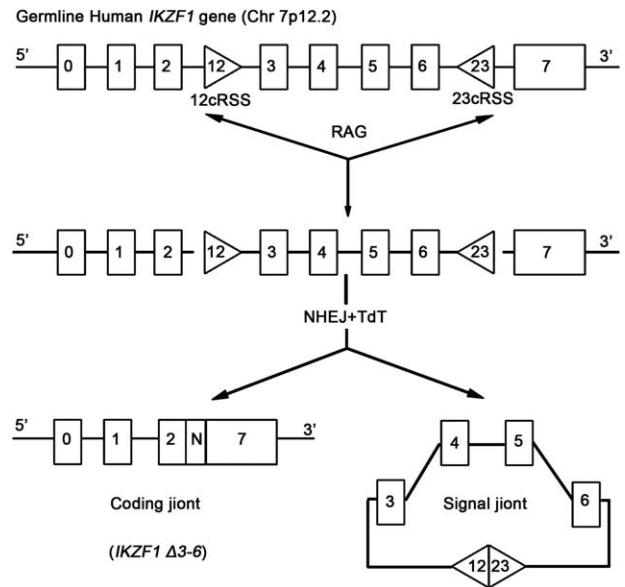 Germline Human IKZF1 gene (Chr 7p12.2)
5' 0 1 2 12 3 4 5 6 23 7 3'
12cRSS 23cRSS
RAG
5' 0 1 2 12 3 4 5 6 23 7 3'
NHEJ+TdT
5' 0 1 2 N 7 3'
4 5
3 6
Coding jiont Signal jiont
(IKZF1 Δ3-6)
12 23